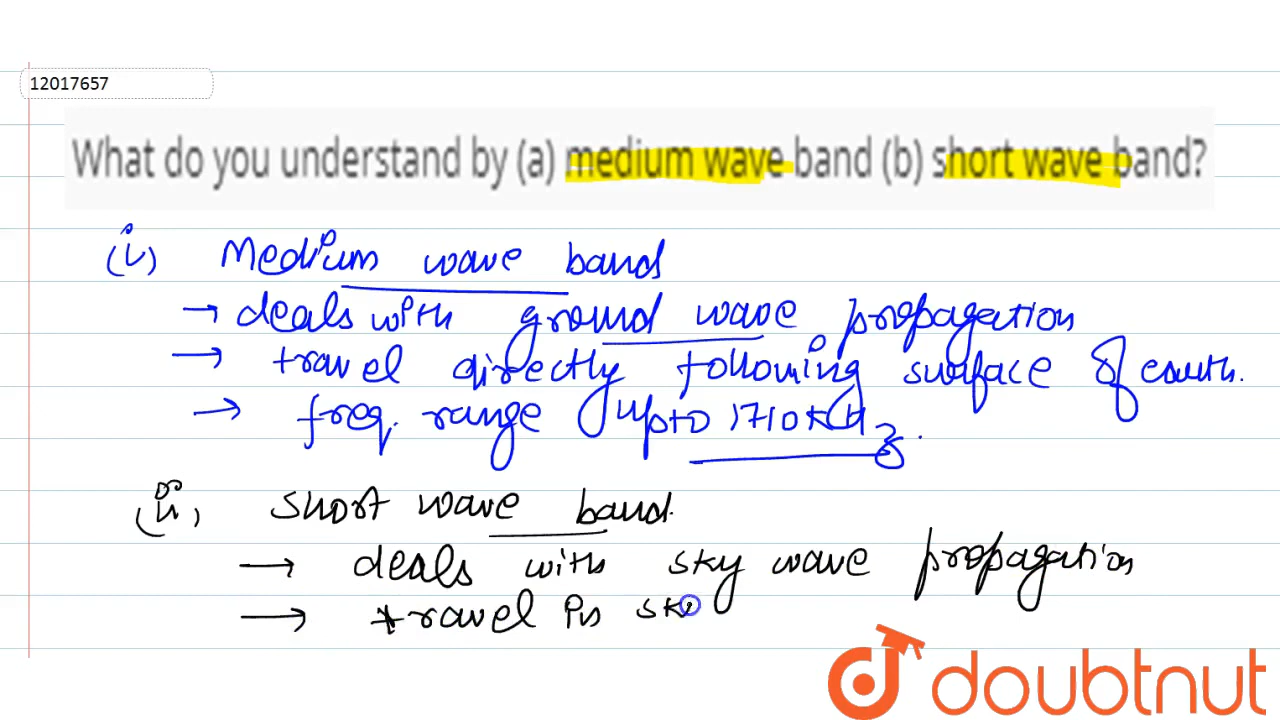 12017657
What do you understand by (a) medium wave band (b) short wave band?
(i) Medium wave band
→ deals with ground wave propagation
→ travel directly following surface of earth.
→ freq. range upto 1710 KHz.
(ii) Short wave band.
→ deals with sky wave propagation
→ travel in sk
doubtnut